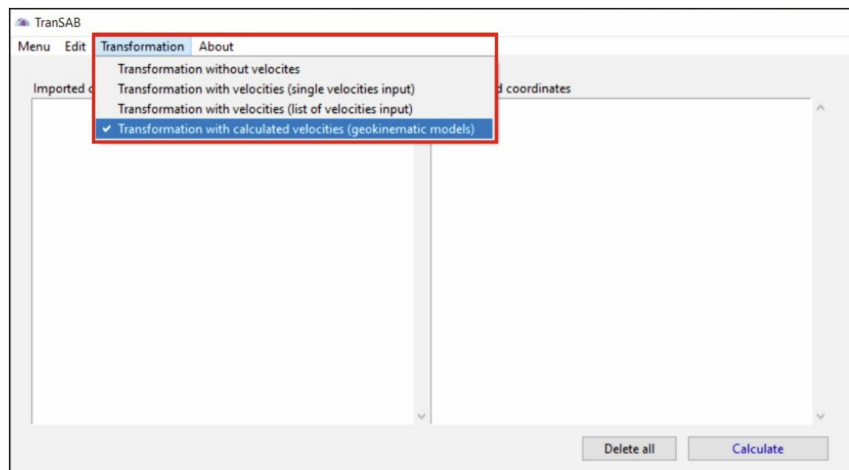 TranSAB
Menu Edit Transformation About
Transformation without velocites
Imported
Transformation with velocities (single velocities input)
coordinates
Transformation with velocities (list of velocities input)
✓ Transformation with calculated velocities (geokinematic models)
Delete all
Calculate